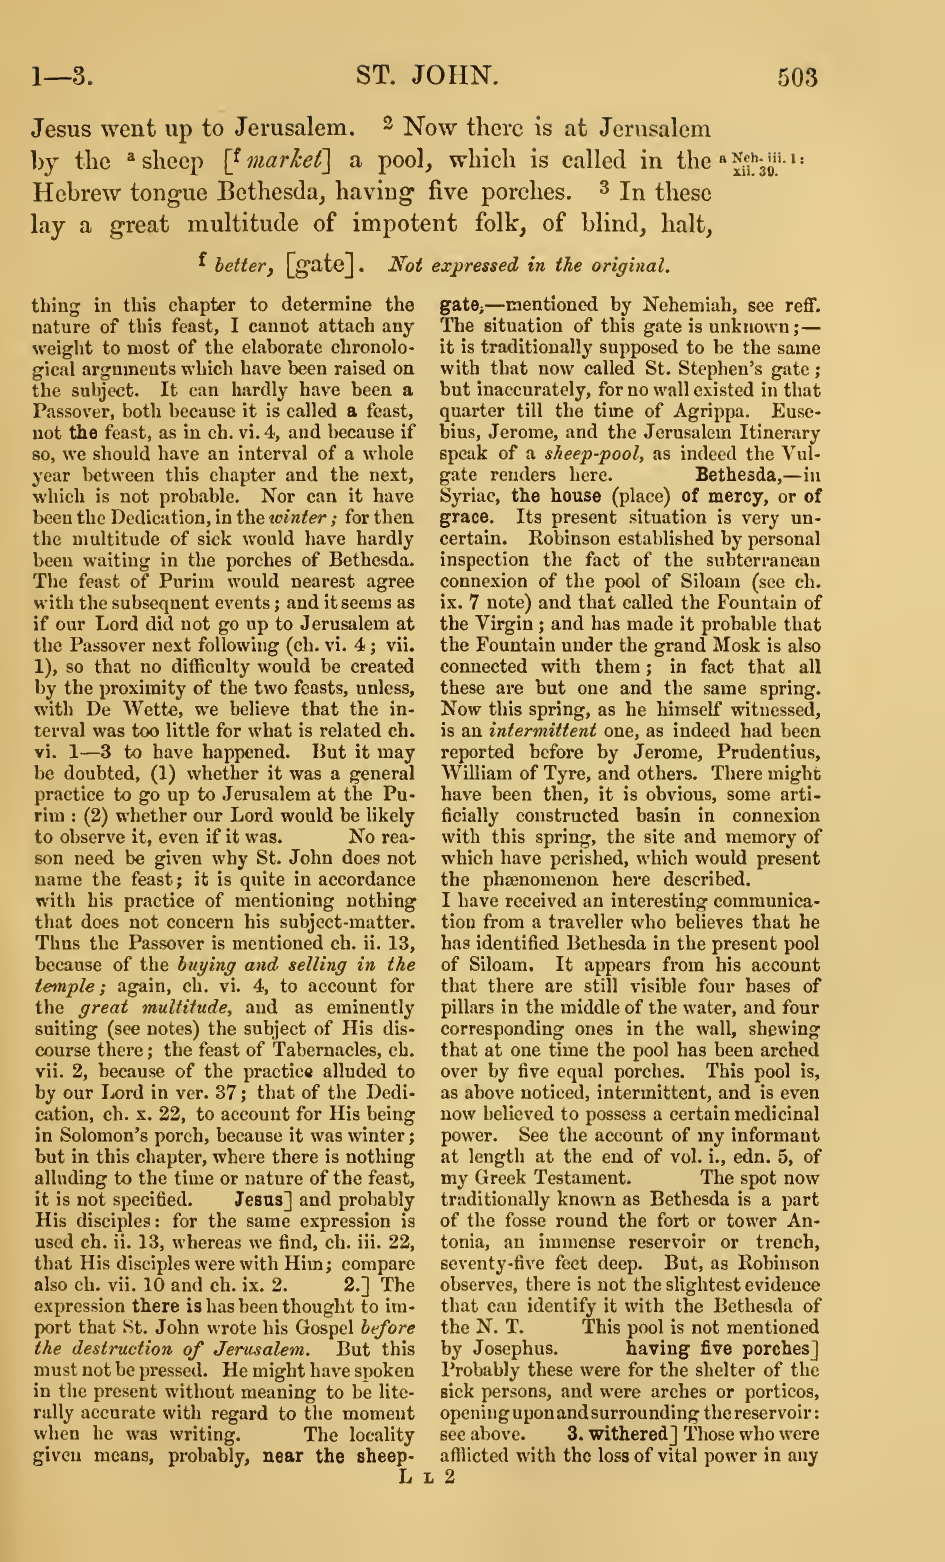 1—3. ST. JOHN. 503
Jesus went up to Jerusalem. 2 Now there is at Jerusalem
by the a sheep [f market] a pool, which is called in the a Neh. iii. 1:
xii. 39.
Hebrew tongue Bethesda, having five porches. 3 In these
lay a great multitude of impotent folk, of blind, halt,
f better, [gate]. Not expressed in the original.
thing in this chapter to determine the
nature of this feast, I cannot attach any
weight to most of the elaborate chronolo-
gical arguments which have been raised on
the subject. It can hardly have been a
Passover, both because it is called a feast,
not the feast, as in ch. vi. 4, and because if
so, we should have an interval of a whole
year between this chapter and the next,
which is not probable. Nor can it have
been the Dedication, in the winter; for then
the multitude of sick would have hardly
been waiting in the porches of Bethesda.
The feast of Purim would nearest agree
with the subsequent events; and it seems as
if our Lord did not go up to Jerusalem at
the Passover next following (ch. vi. 4; vii.
1), so that no difficulty would be created
by the proximity of the two feasts, unless,
with De Wette, we believe that the in-
terval was too little for what is related ch.
vi. 1—3 to have happened. But it may
be doubted, (1) whether it was a general
practice to go up to Jerusalem at the Pu-
rim: (2) whether our Lord would be likely
to observe it, even if it was. No rea-
son need be given why St. John does not
name the feast; it is quite in accordance
with his practice of mentioning nothing
that does not concern his subject-matter.
Thus the Passover is mentioned ch. ii. 13,
because of the buying and selling in the
temple; again, ch. vi. 4, to account for
the great multitude, and as eminently
suiting (see notes) the subject of His dis-
course there; the feast of Tabernacles, ch.
vii. 2, because of the practice alluded to
by our Lord in ver. 37; that of the Dedi-
cation, ch. x. 22, to account for His being
in Solomon's porch, because it was winter;
but in this chapter, where there is nothing
alluding to the time or nature of the feast,
it is not specified. Jesus] and probably
His disciples: for the same expression is
used ch. ii. 13, whereas we find, ch. iii. 22,
that His disciples were with Him; compare
also ch. vii. 10 and ch. ix. 2. 2.] The
expression there is has been thought to im-
port that St. John wrote his Gospel before
the destruction of Jerusalem. But this
must not be pressed. He might have spoken
in the present without meaning to be lite-
rally accurate with regard to the moment
when he was writing. The locality
given means, probably, near the sheep-
gate,—mentioned by Nehemiah, see reff.
The situation of this gate is unknown;—
it is traditionally supposed to be the same
with that now called St. Stephen's gate;
but inaccurately, for no wall existed in that
quarter till the time of Agrippa. Euse-
bius, Jerome, and the Jerusalem Itinerary
speak of a sheep-pool, as indeed the Vul-
gate renders here. Bethesda,—in
Syriac, the house (place) of mercy, or of
grace. Its present situation is very un-
certain. Robinson established by personal
inspection the fact of the subterranean
connexion of the pool of Siloam (see ch.
ix. 7 note) and that called the Fountain of
the Virgin; and has made it probable that
the Fountain under the grand Mosk is also
connected with them; in fact that all
these are but one and the same spring.
Now this spring, as he himself witnessed,
is an intermittent one, as indeed had been
reported before by Jerome, Prudentius,
William of Tyre, and others. There might
have been then, it is obvious, some arti-
ficially constructed basin in connexion
with this spring, the site and memory of
which have perished, which would present
the phænomenon here described.
I have received an interesting communica-
tion from a traveller who believes that he
has identified Bethesda in the present pool
of Siloam. It appears from his account
that there are still visible four bases of
pillars in the middle of the water, and four
corresponding ones in the wall, shewing
that at one time the pool has been arched
over by five equal porches. This pool is,
as above noticed, intermittent, and is even
now believed to possess a certain medicinal
power. See the account of my informant
at length at the end of vol. i., edn. 5, of
my Greek Testament. The spot now
traditionally known as Bethesda is a part
of the fosse round the fort or tower An-
tonia, an immense reservoir or trench,
seventy-five feet deep. But, as Robinson
observes, there is not the slightest evidence
that can identify it with the Bethesda of
the N. T. This pool is not mentioned
by Josephus. having five porches]
Probably these were for the shelter of the
sick persons, and were arches or porticos,
opening upon and surrounding the reservoir:
see above. 3. withered] Those who were
afflicted with the loss of vital power in any
L L 2